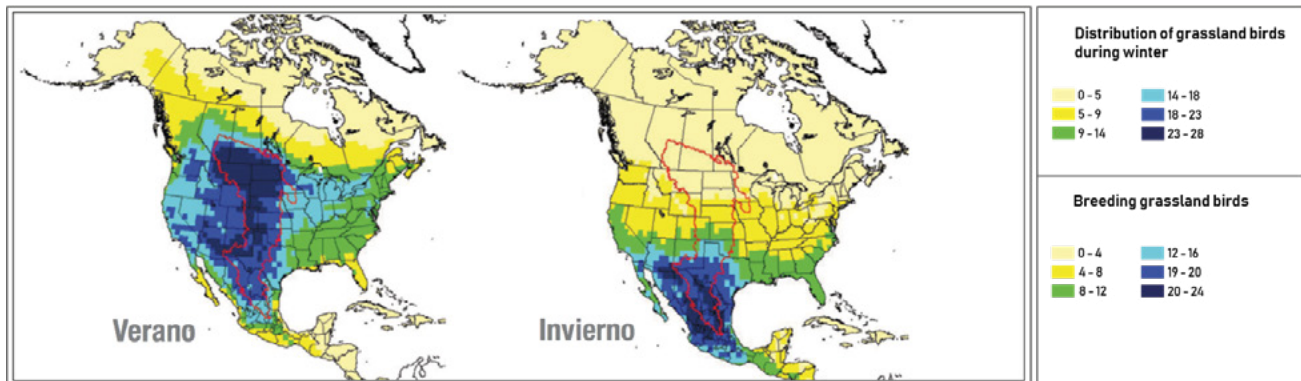 Verano
Invierno
Distribution of grassland birds
during winter
0 - 5
14 - 18
5 - 9
18 - 23
9 - 14
23 - 28
Breeding grassland birds
0 - 4
12 - 16
4 - 8
19 - 20
8 - 12
20 - 24